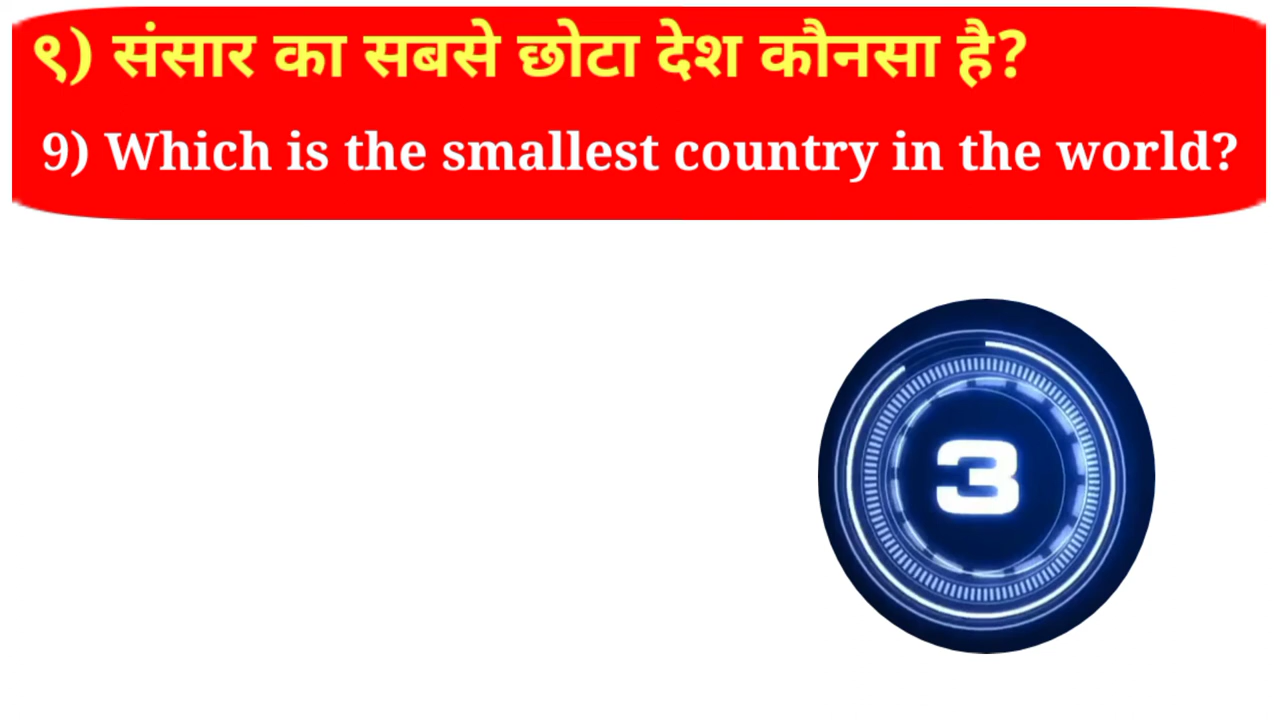 ९) संसार का सबसे छोटा देश कौनसा है?
9) Which is the smallest country in the world?
3